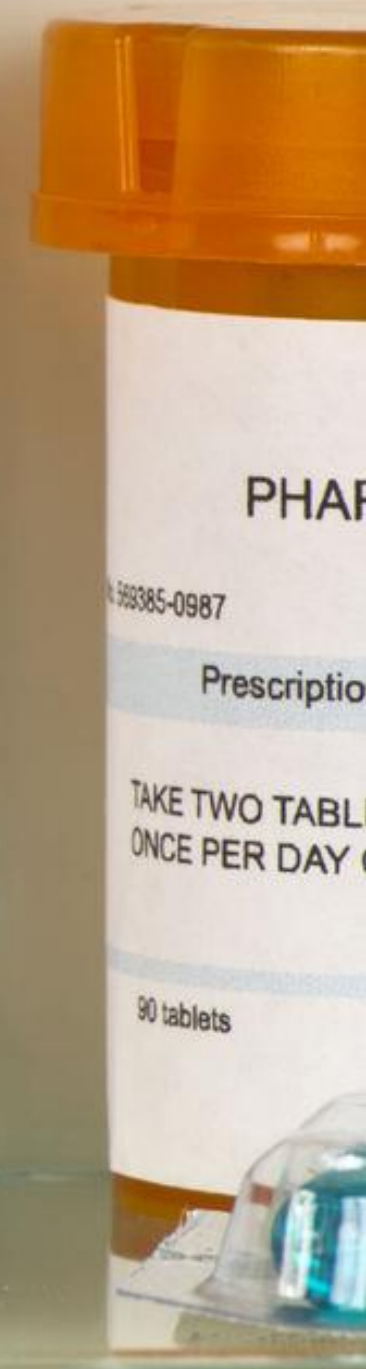 PHAR
569385-0987
Prescriptio
TAKE TWO TABL
ONCE PER DAY
90 tablets